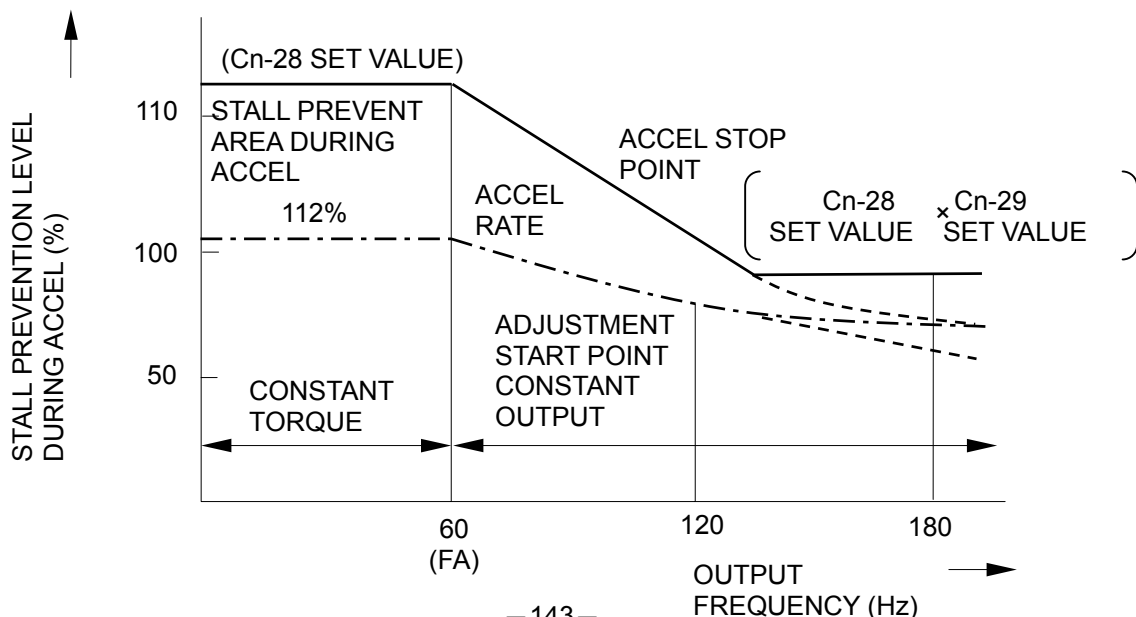 STALL PREVENTION LEVEL
DURING ACCEL (%)
(Cn-28 SET VALUE)
110
STALL PREVENT
AREA DURING
ACCEL
112%
100
50
ACCEL
RATE
ACCEL STOP
POINT
Cn-28
SET VALUE
×
Cn-29
SET VALUE
ADJUSTMENT
START POINT
CONSTANT
OUTPUT
CONSTANT
TORQUE
60
(FA)
120
180
OUTPUT
FREQUENCY (Hz)
—143—